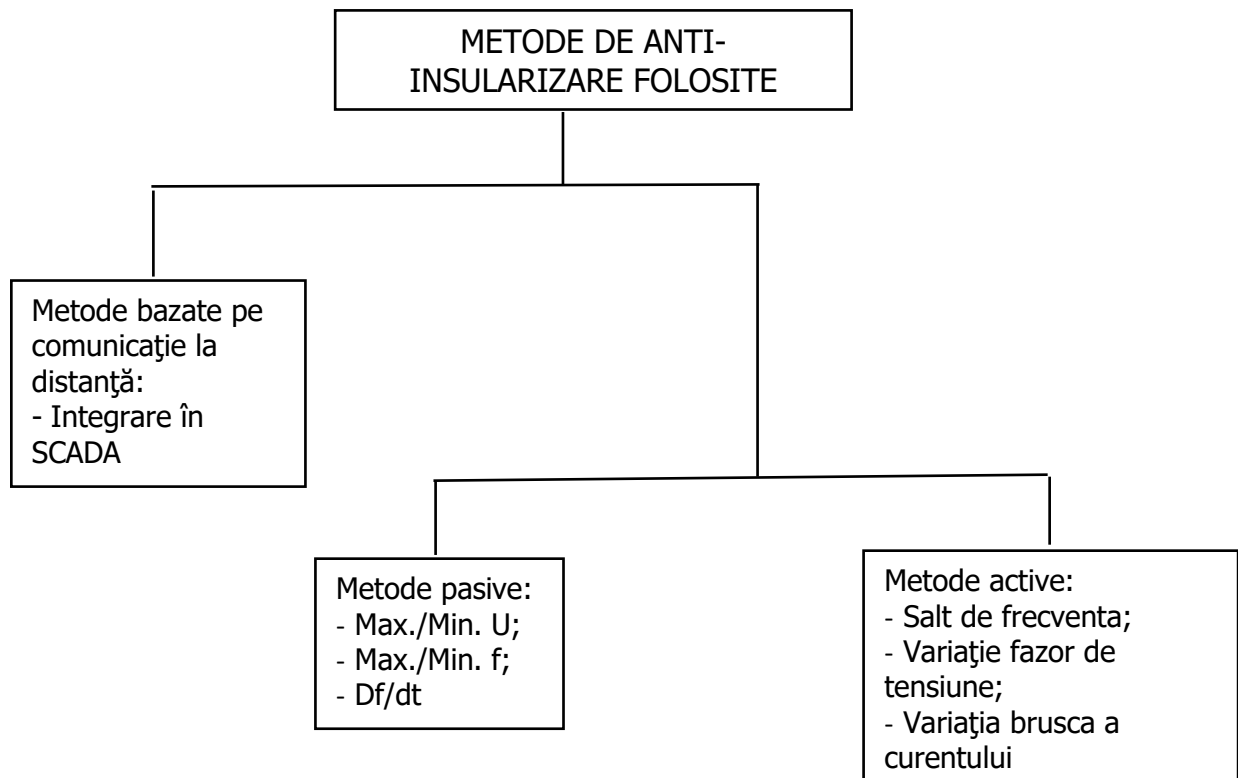 METODE DE ANTI-
INSULARIZARE FOLOSITE
Metode bazate pe
comunicaţie la
distanţă:
- Integrare în
SCADA
Metode pasive:
- Max./Min. U;
- Max./Min. f;
- Df/dt
Metode active:
- Salt de frecventa;
- Variaţie fazor de
tensiune;
- Variaţia brusca a
curentului